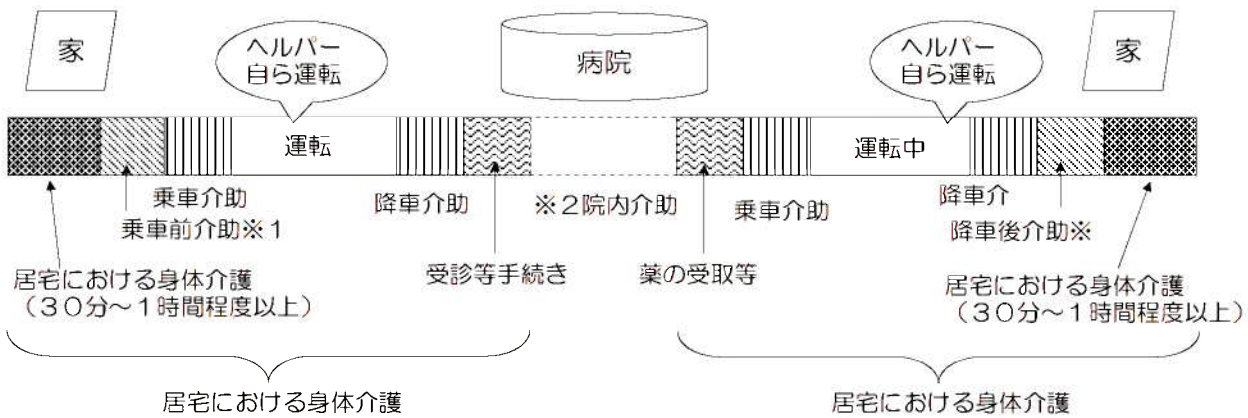 家
ヘルパー
自ら運転
病院
ヘルパー
自ら運転
家
運転
運転中
乗車介助
降車介助
※２院内介助
乗車介助
降車介
乗車前介助※１
降車後介助※
受診等手続き
薬の受取等
居宅における身体介護
（３０分～１時間程度以上）
居宅における身体介護
（３０分～１時間程度以上）
居宅における身体介護
居宅における身体介護